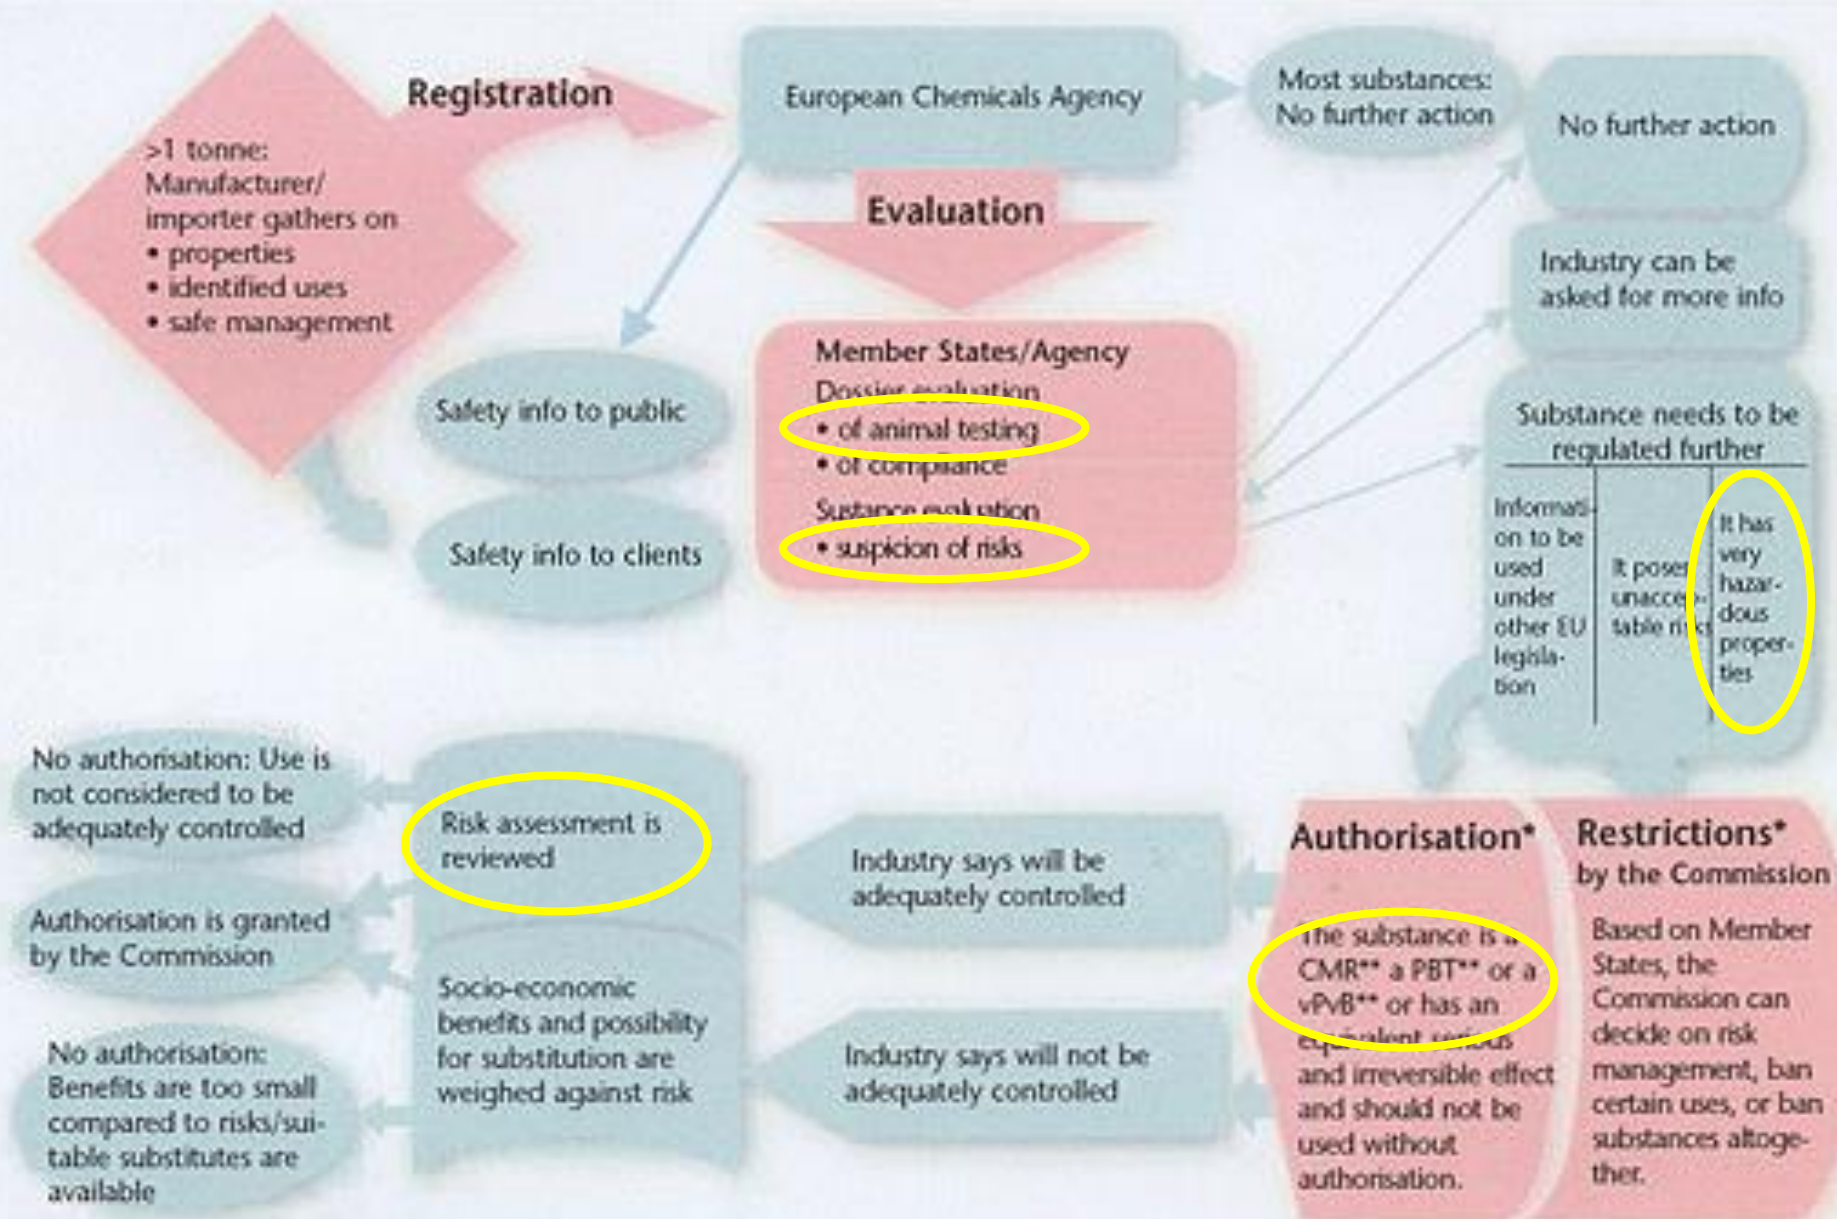 Registration
>1 tonne:
Manufacturer/
importer gathers on
• properties
• identified uses
• safe management
European Chemicals Agency
Most substances:
No further action
No further action
Evaluation
Industry can be
asked for more info
Safety info to public
Safety info to clients
Member States/Agency
Dossier evaluation
• of animal testing
• of compliance
Sustance evaluation
• suspicion of risks
Substance needs to be
regulated further
Informati-
on to be
used
under
other EU
legisla-
tion
It poses
unaccep-
table risks
It has
very
hazar-
dous
proper-
ties
Authorisation*
The substance is a
CMR** a PBT** or a
vPvB** or has an
equivalent serious
and irreversible effect
and should not be
used without
authorisation.
Restrictions*
by the Commission
Based on Member
States, the
Commission can
decide on risk
management, ban
certain uses, or ban
substances altoge-
ther.
Industry says will be
adequately controlled
Industry says will not be
adequately controlled
Risk assessment is
reviewed
Socio-economic
benefits and possibility
for substitution are
weighed against risk
No authorisation: Use is
not considered to be
adequately controlled
Authorisation is granted
by the Commission
No authorisation:
Benefits are too small
compared to risks/sui-
table substitutes are
available